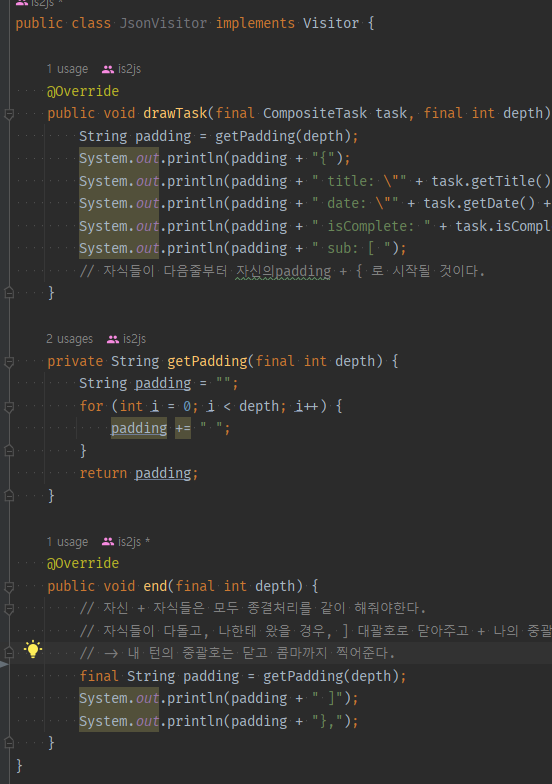 is2js *
public class JsonVisitor implements Visitor {
1 usage is2js
@Override
public void drawTask(final CompositeTask task, final int depth)
String padding = getPadding(depth);
System.out.println(padding + "{");
System.out.println(padding + " title: \"" + task.getTitle()
System.out.println(padding + " date: \"" + task.getDate() +
System.out.println(padding + " isComplete: " + task.isCompl
System.out.println(padding + " sub: [ ");
// 자식들이 다음줄부터 자신의padding + { 로 시작될 것이다.
}
2 usages is2js
private String getPadding(final int depth) {
String padding = "";
for (int i = 0; i < depth; i++) {
padding += " ";
}
return padding;
}
1 usage is2js *
@Override
public void end(final int depth) {
// 자신 + 자식들은 모두 종결처리를 같이 해줘야한다.
// 자식들이 다돌고, 나한테 왔을 경우, ] 대괄호로 닫아주고 + 나의 중괄
// → 내 턴의 중괄호는 닫고 콤마까지 찍어준다.
final String padding = getPadding(depth);
System.out.println(padding + " ]");
System.out.println(padding + "},");
}
}